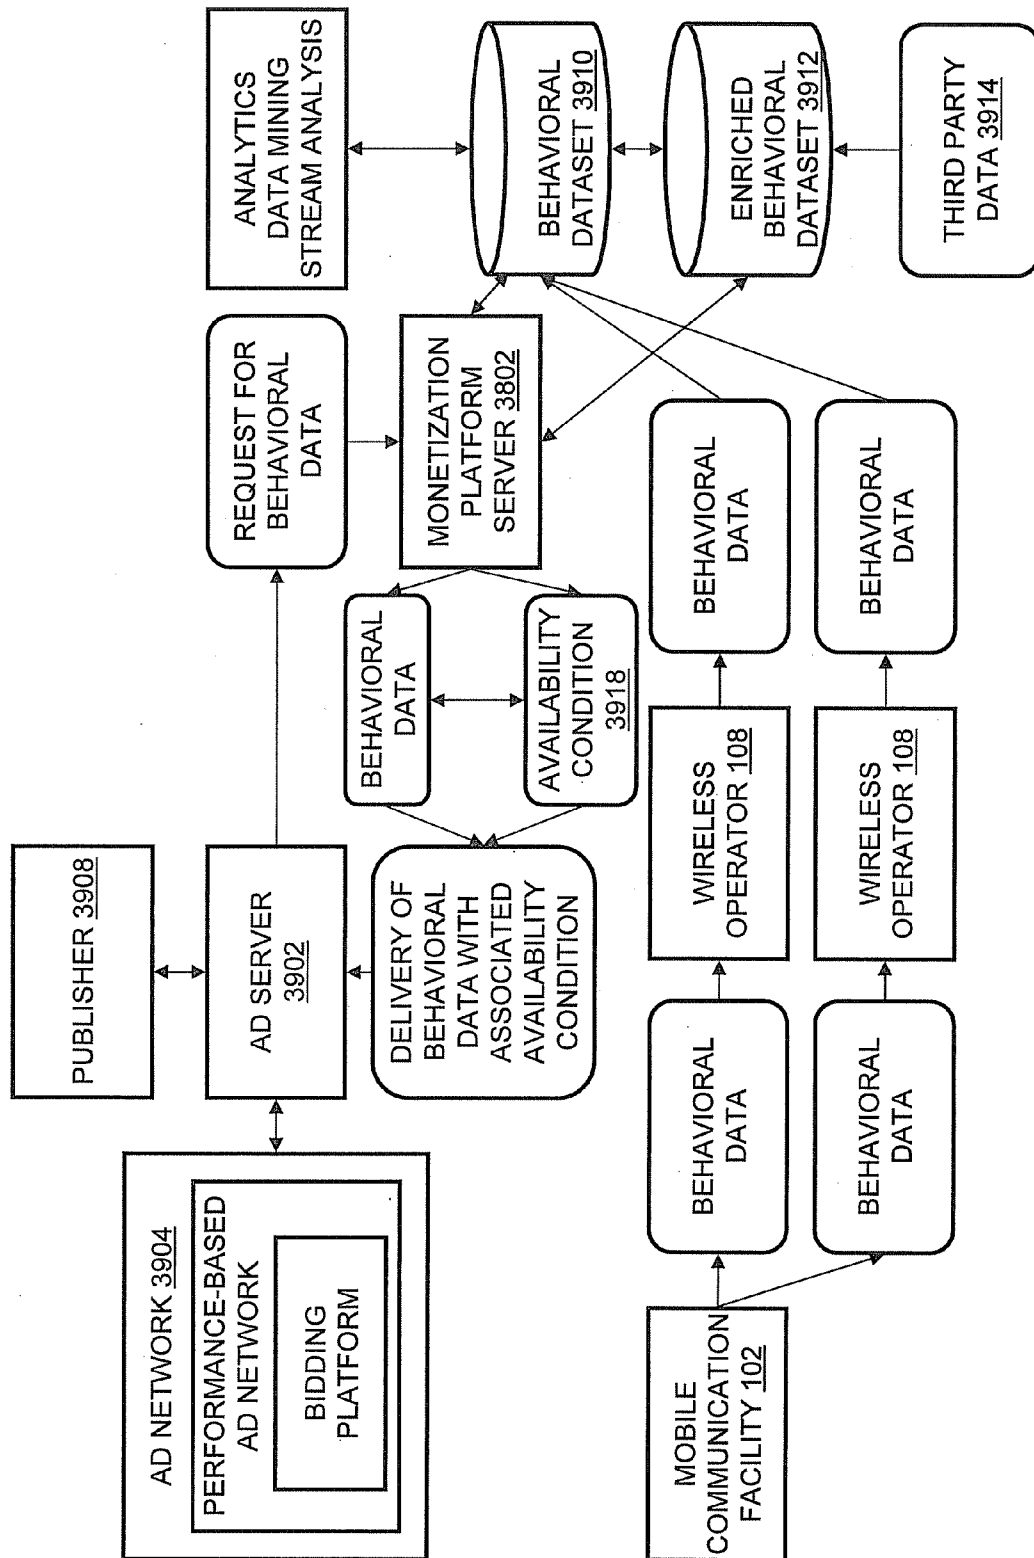 PUBLISHER 3908
AD NETWORK 3904
PERFORMANCE-BASED
AD NETWORK
BIDDING
PLATFORM
AD SERVER
3902
REQUEST FOR
BEHAVIORAL
DATA
ANALYTICS
DATA MINING
STREAM ANALYSIS
DELIVERY OF
BEHAVIORAL
DATA WITH
ASSOCIATED
AVAILABILITY
CONDITION
BEHAVIORAL
DATA
AVAILABILITY
CONDITION
3918
MONETIZATION
PLATFORM
SERVER 3802
BEHAVIORAL
DATASET 3910
ENRICHED
BEHAVIORAL
DATASET 3912
THIRD PARTY
DATA 3914
MOBILE
COMMUNICATION
FACILITY 102
BEHAVIORAL
DATA
WIRELESS
OPERATOR 108
BEHAVIORAL
DATA
BEHAVIORAL
DATA
WIRELESS
OPERATOR 108
BEHAVIORAL
DATA